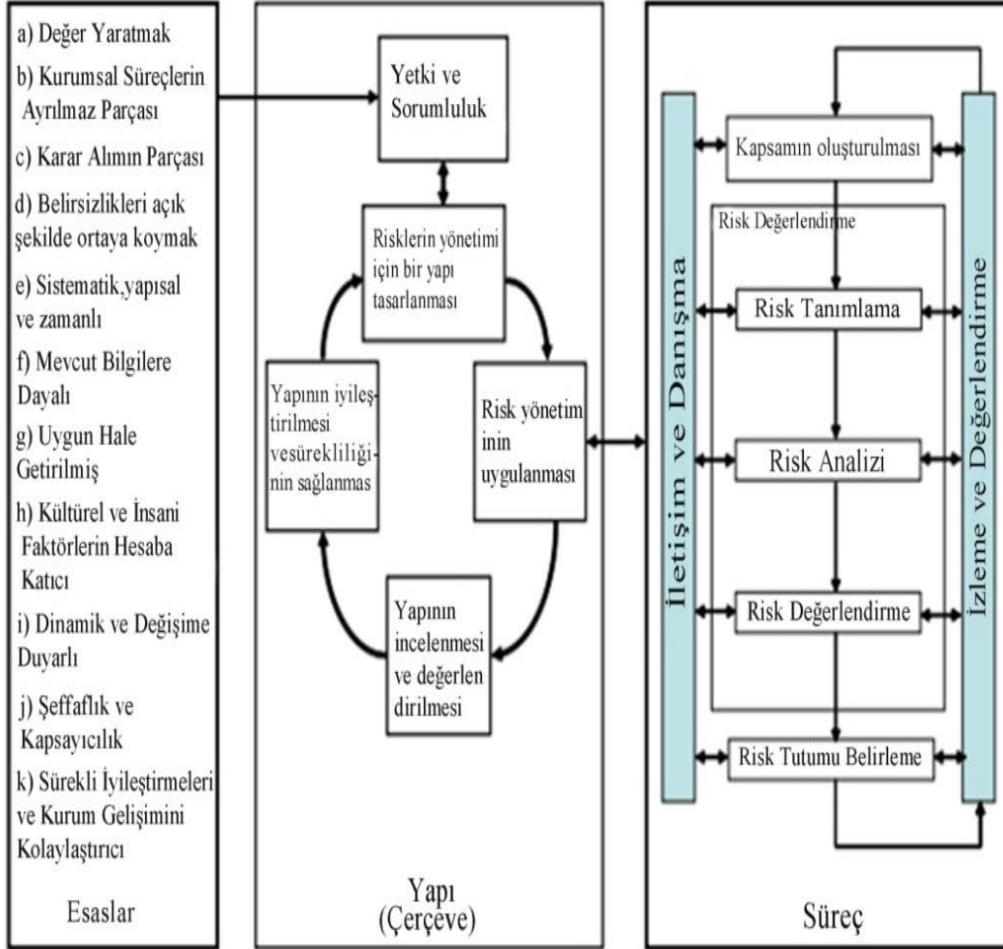 a) Değer Yaratmak
b) Kurumsal Süreçlerin
Ayrılmaz Parçası
c) Karar Alımın Parçası
d) Belirsizlikleri açık
şekilde ortaya koymak
e) Sistematik,yapısal
ve zamanlı
f) Mevcut Bilgilere
Dayalı
g) Uygun Hale
Getirilmiş
h) Kültürel ve İnsani
Faktörlerin Hesaba
Katıcı
i) Dinamik ve Değişime
Duyarlı
j) Şeffaflık ve
Kapsayıcılık
k) Sürekli İyileştirmeleri
ve Kurum Gelişimini
Kolaylaştırıcı
Esaslar
Yetki ve
Sorumluluk
Risklerin yönetimi
için bir yapı
tasarlanması
Yapının iyileş-
tirilmesi
vesürekliliği-
nin sağlanmas
Risk yönetim
inin
uygulanması
Yapının
incelenmesi
ve değerlen
dirilmesi
Yapı
(Çerçeve)
İletişim ve Danışma
Kapsamın oluşturulması
Risk Değerlendirme
Risk Tanımlama
Risk Analizi
Risk Değerlendirme
Risk Tutumu Belirleme
İzleme ve Değerlendirme
Süreç